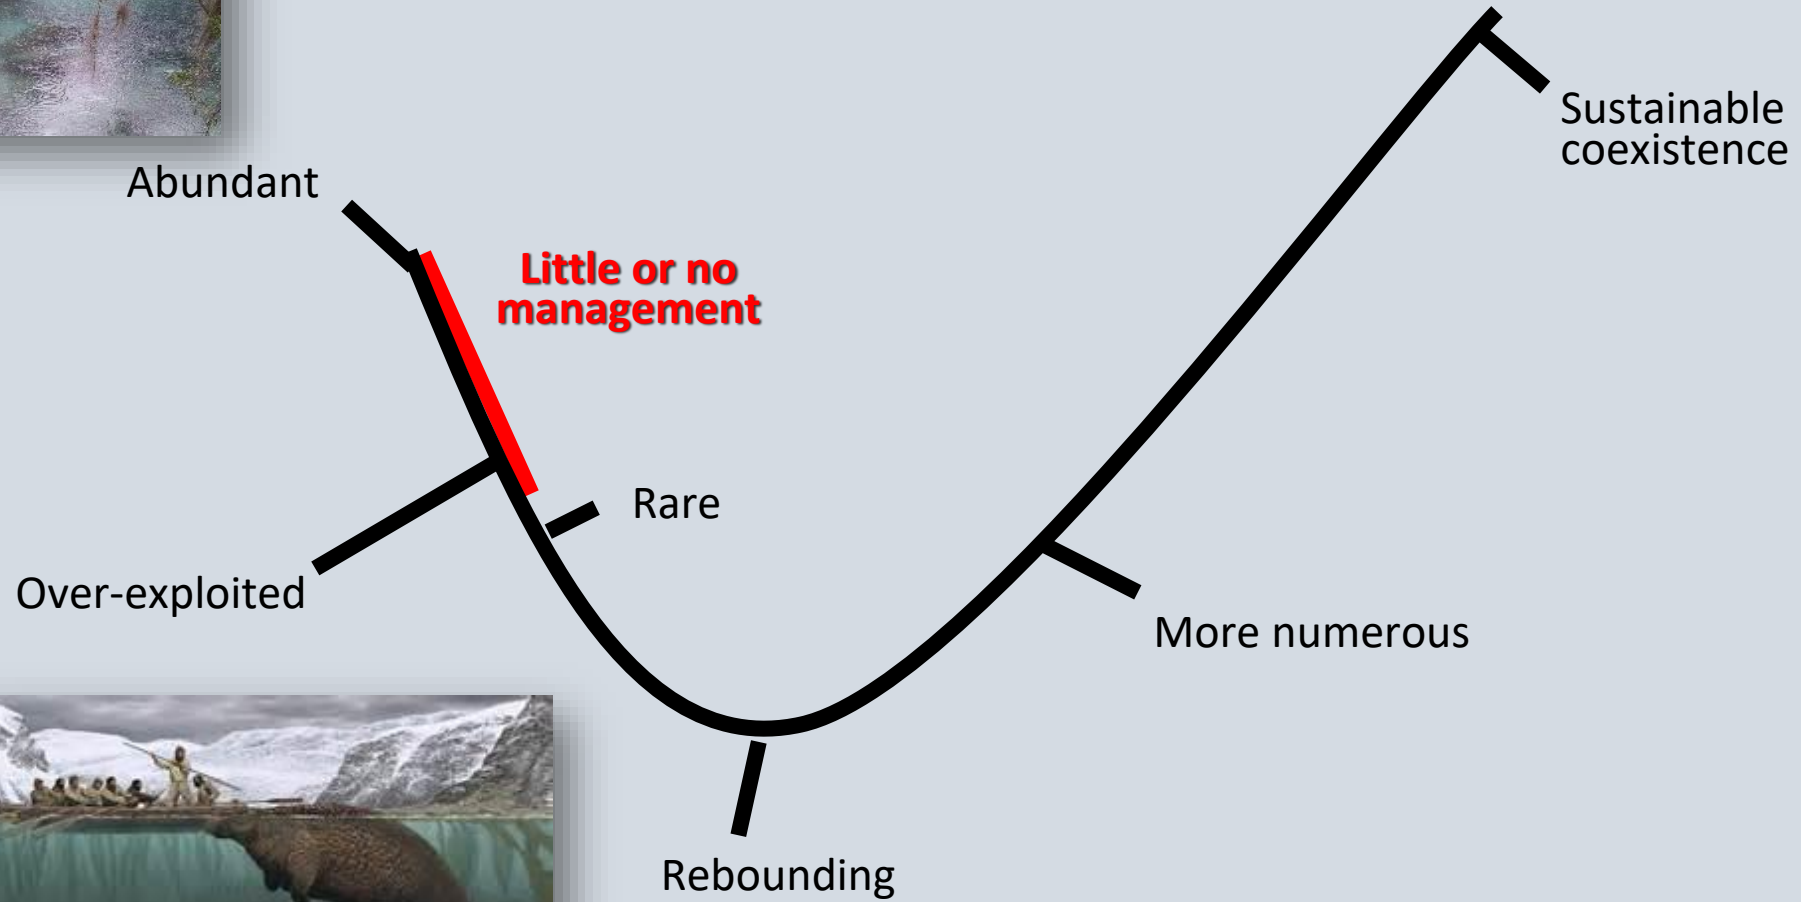 Sustainable
coexistence
Abundant
Little or no
management
Rare
Over-exploited
More numerous
Rebounding